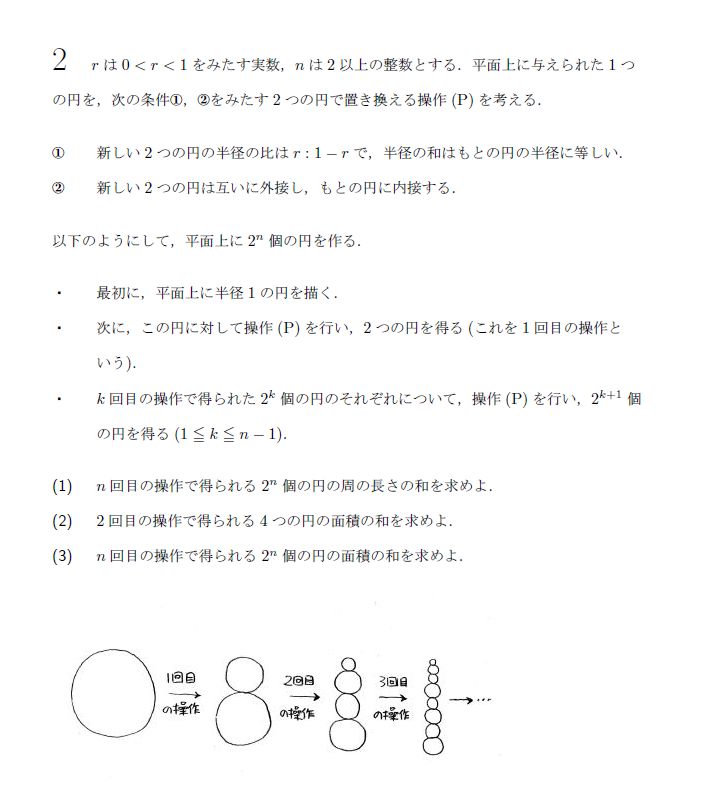 2 rは0<r<1をみたす実数，nは2以上の整数とする．平面上に与えられた1つ
の円を，次の条件①，②をみたす2つの円で置き換える操作(P)を考える．
① 新しい2つの円の半径の比はr:1−rで，半径の和はもとの円の半径に等しい．
② 新しい2つの円は互いに外接し，もとの円に内接する．
以下のようにして，平面上に2ⁿ個の円を作る．
・ 最初に，平面上に半径1の円を描く．
・ 次に，この円に対して操作(P)を行い，2つの円を得る(これを1回目の操作と
いう)．
・ k回目の操作で得られた2ᵏ個の円のそれぞれについて，操作(P)を行い，2ᵏ⁺¹個
の円を得る(1≦k≦n−1)．
(1) n回目の操作で得られる2ⁿ個の円の周の長さの和を求めよ．
(2) 2回目の操作で得られる4つの円の面積の和を求めよ．
(3) n回目の操作で得られる2ⁿ個の円の面積の和を求めよ．
1回目
の操作
2回目
の操作
3回目
の操作
…